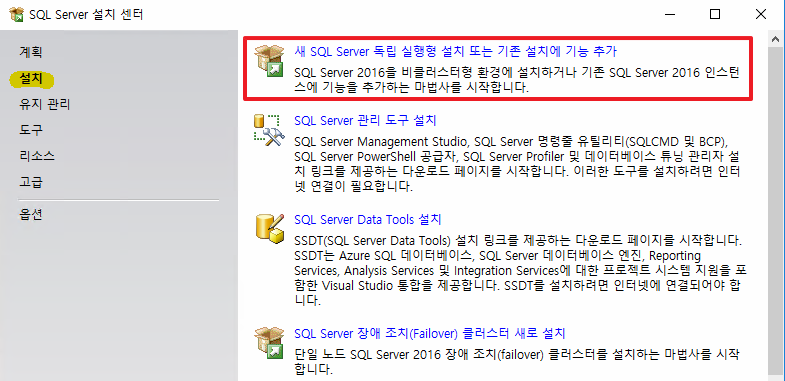 SQL Server 설치 센터
계획
설치
유지 관리
도구
리소스
고급
옵션
새 SQL Server 독립 실행형 설치 또는 기존 설치에 기능 추가
SQL Server 2016을 비클러스터형 환경에 설치하거나 기존 SQL Server 2016 인스턴
스에 기능을 추가하는 마법사를 시작합니다.
SQL Server 관리 도구 설치
SQL Server Management Studio, SQL Server 명령줄 유틸리티(SQLCMD 및 BCP),
SQL Server PowerShell 공급자, SQL Server Profiler 및 데이터베이스 튜닝 관리자 설
치 링크를 제공하는 다운로드 페이지를 시작합니다. 이러한 도구를 설치하려면 인터
넷 연결이 필요합니다.
SQL Server Data Tools 설치
SSDT(SQL Server Data Tools) 설치 링크를 제공하는 다운로드 페이지를 시작합니다.
SSDT는 Azure SQL 데이터베이스, SQL Server 데이터베이스 엔진, Reporting
Services, Analysis Services 및 Integration Services에 대한 프로젝트 시스템 지원을 포
함한 Visual Studio 통합을 제공합니다. SSDT를 설치하려면 인터넷에 연결되어야 합
니다.
SQL Server 장애 조치(Failover) 클러스터 새로 설치
단일 노드 SQL Server 2016 장애 조치(failover) 클러스터를 설치하는 마법사를 시작
합니다.